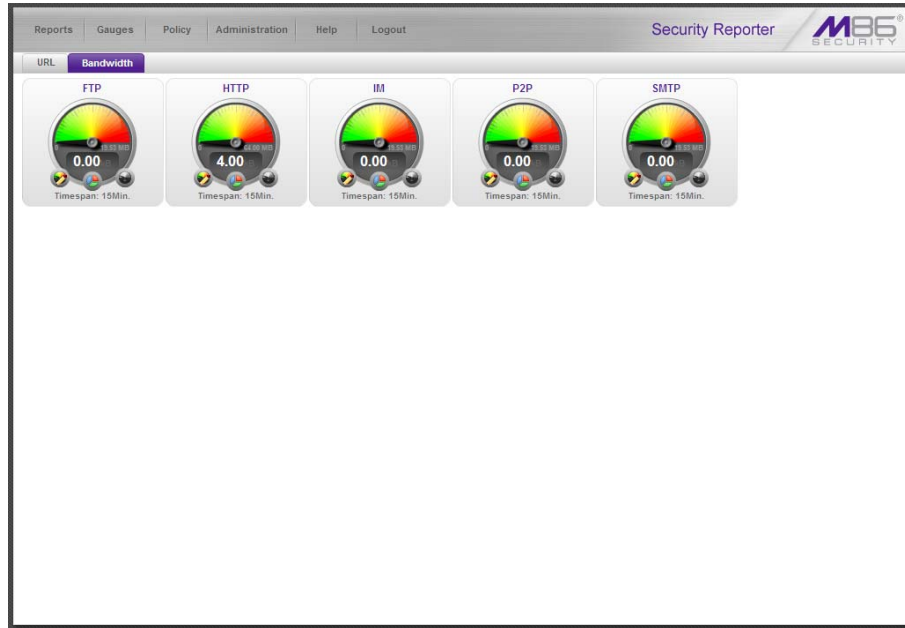 Reports Gauges Policy Administration Help Logout Security Reporter M86® SECURITY
URL Bandwidth
FTP HTTP IM P2P SMTP
0.00 4.00 0.00 0.00 0.00
Timespan: 15Min. Timespan: 15Min. Timespan: 15Min. Timespan: 15Min. Timespan: 15Min.